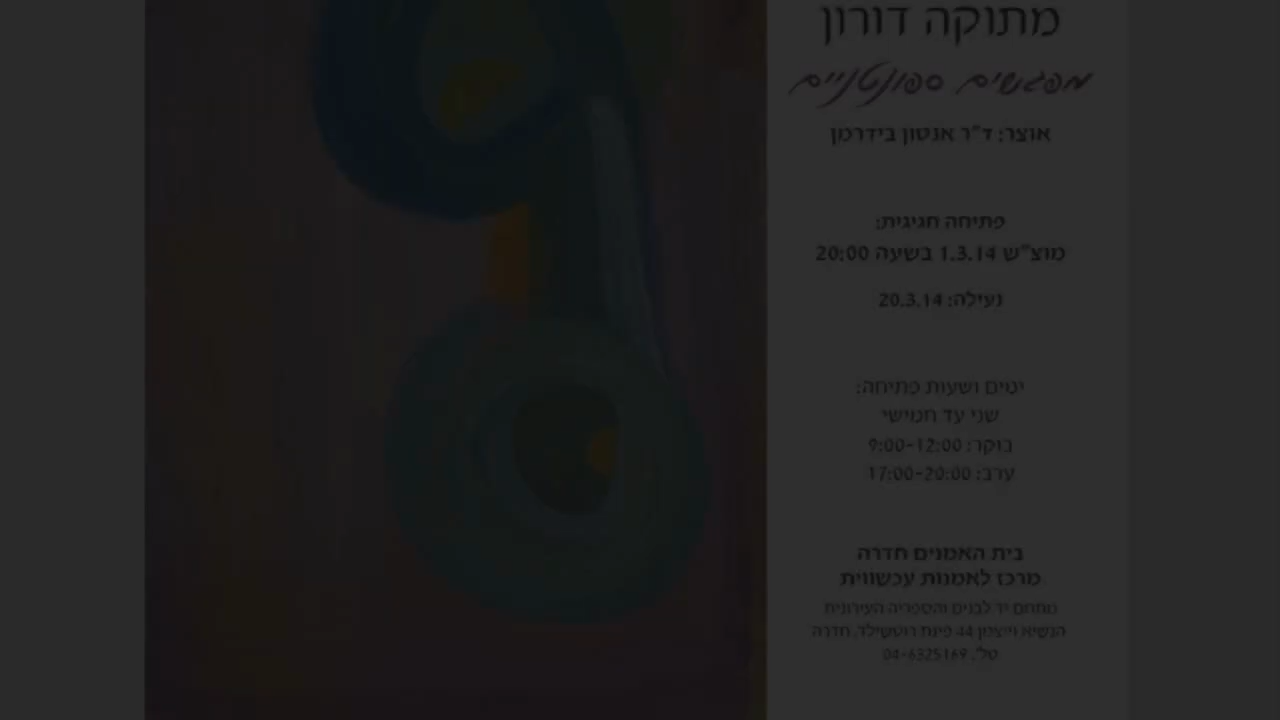 מתוקה דורון
מפגשים ספונטניים
אוצר: ד"ר אנטון בידרמן
פתיחה חגיגית:
מוצ"ש 1.3.14 בשעה 20:00
נעילה: 20.3.14
ימים ושעות פתיחה:
שני עד חמישי
בוקר: 9:00-12:00
ערב: 17:00-20:00
בית האמנים חדרה
מרכז לאמנות עכשווית
מתחם יד לבנים והספריה העירונית
הנשיא וייצמן 44 פינת רוטשילד, חדרה
טל'. 04-6325169